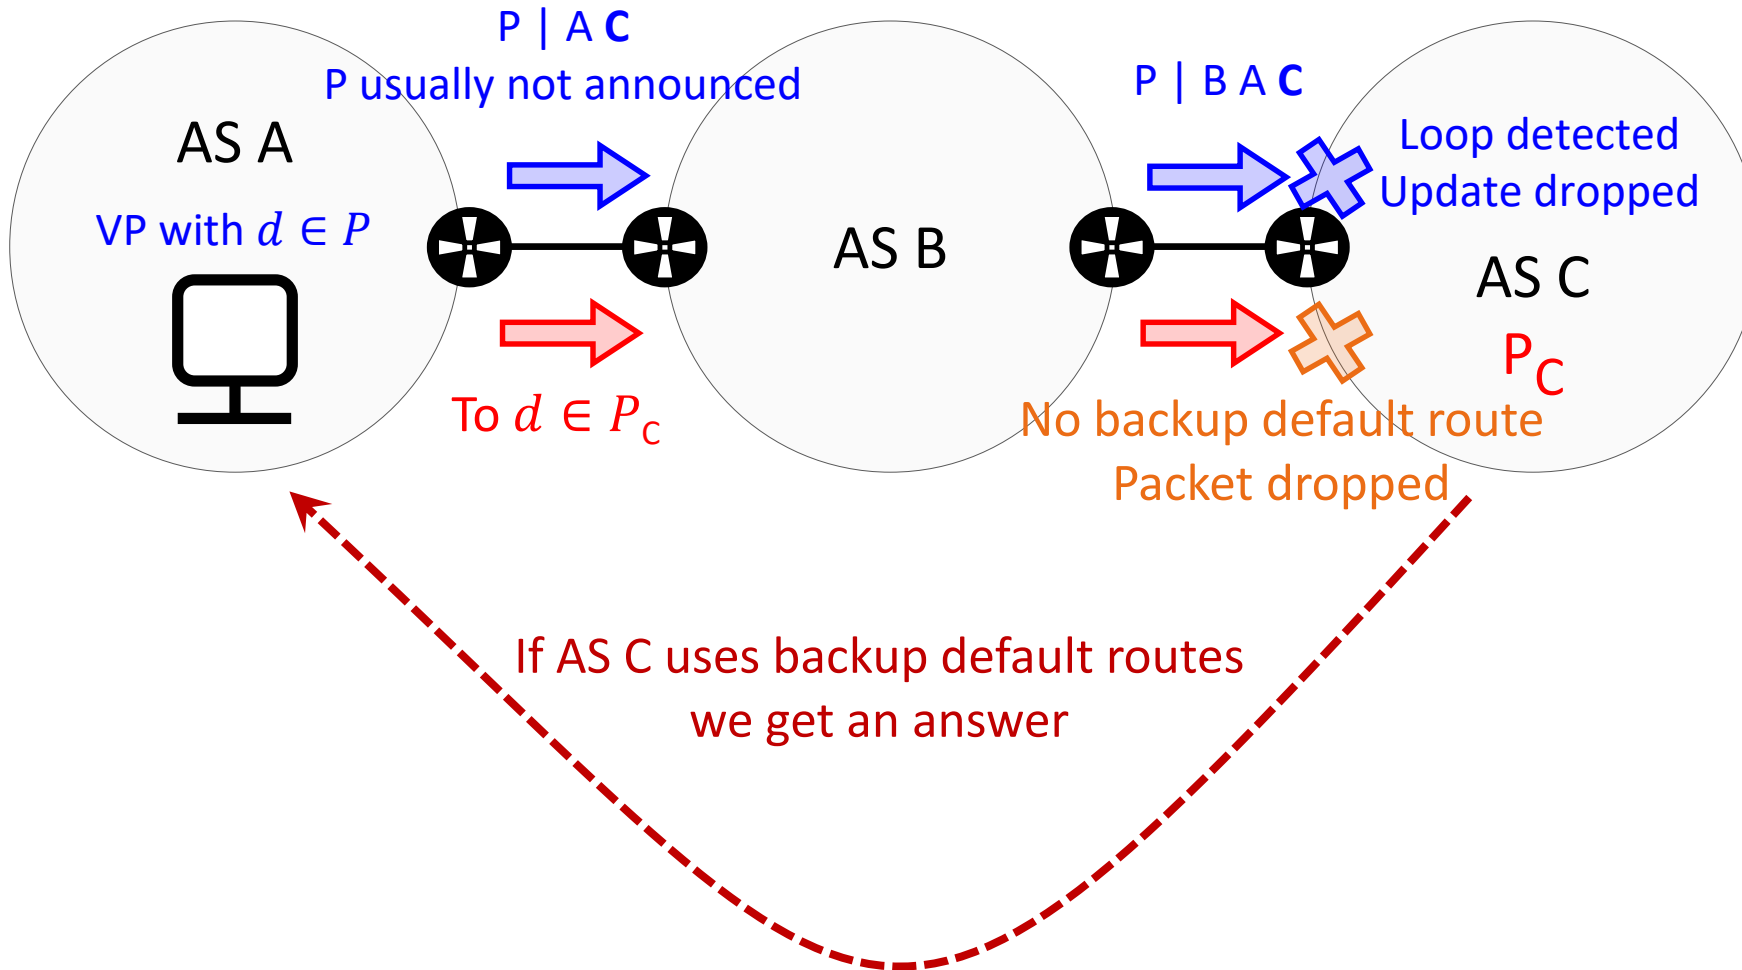 P | A C
P usually not announced
P | B A C
AS A
VP with d ∈ P
AS B
Loop detected
Update dropped
AS C
P_C
To d ∈ P_C
No backup default route
Packet dropped
If AS C uses backup default routes
we get an answer